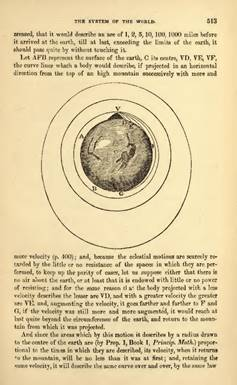 THE SYSTEM OF THE WORLD. 513
creased, that it would describe an arc of 1, 2, 5, 10, 100, 1000 miles before
it arrived at the earth, till at last, exceeding the limits of the earth, it
should pass quite by without touching it.
Let AFB represent the surface of the earth, C its centre, VD, VE, VF,
the curve lines which a body would describe, if projected in an horizontal
direction from the top of an high mountain successively with more and
V
A
B
G
more velocity (p. 400); and, because the celestial motions are scarcely re-
tarded by the little or no resistance of the spaces in which they are per-
formed, to keep up the parity of cases, let us suppose either that there is
no air about the earth, or at least that it is endowed with little or no power
of resisting; and for the same reason that the body projected with a less
velocity describes the lesser arc VD, and with a greater velocity the greater
arc VE, and, augmenting the velocity, it goes farther and farther to F and
G, if the velocity was still more and more augmented, it would reach at
last quite beyond the circumference of the earth, and return to the moun-
tain from which it was projected.
And since the areas which by this motion it describes by a radius drawn
to the centre of the earth are (by Prop. 1, Book 1, Princip. Math.) propor-
tional to the times in which they are described, its velocity, when it returns
to the mountain, will be no less than it was at first; and, retaining the
same velocity, it will describe the same curve over and over, by the same law